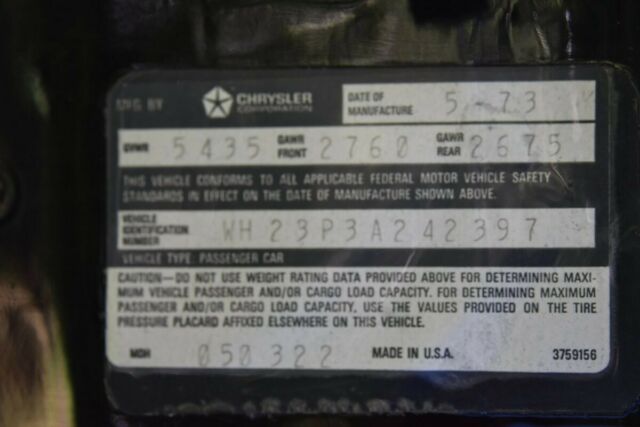 MFG BY CHRYSLER CORPORATION DATE OF MANUFACTURE 5-73
GVWR 5435 GAWR FRONT 2760 GAWR REAR 2675
THIS VEHICLE CONFORMS TO ALL APPLICABLE FEDERAL MOTOR VEHICLE SAFETY
STANDARDS IN EFFECT ON THE DATE OF MANUFACTURE SHOWN ABOVE.
VEHICLE IDENTIFICATION NUMBER WH23P3A242397
VEHICLE TYPE: PASSENGER CAR
CAUTION—DO NOT USE WEIGHT RATING DATA PROVIDED ABOVE FOR DETERMINING MAXI-
MUM VEHICLE PASSENGER AND/OR CARGO LOAD CAPACITY. FOR DETERMINING MAXIMUM
PASSENGER AND/OR CARGO LOAD CAPACITY, USE THE VALUES PROVIDED ON THE TIRE
PRESSURE PLACARD AFFIXED ELSEWHERE ON THIS VEHICLE.
MDH 050322 MADE IN U.S.A. 3759156